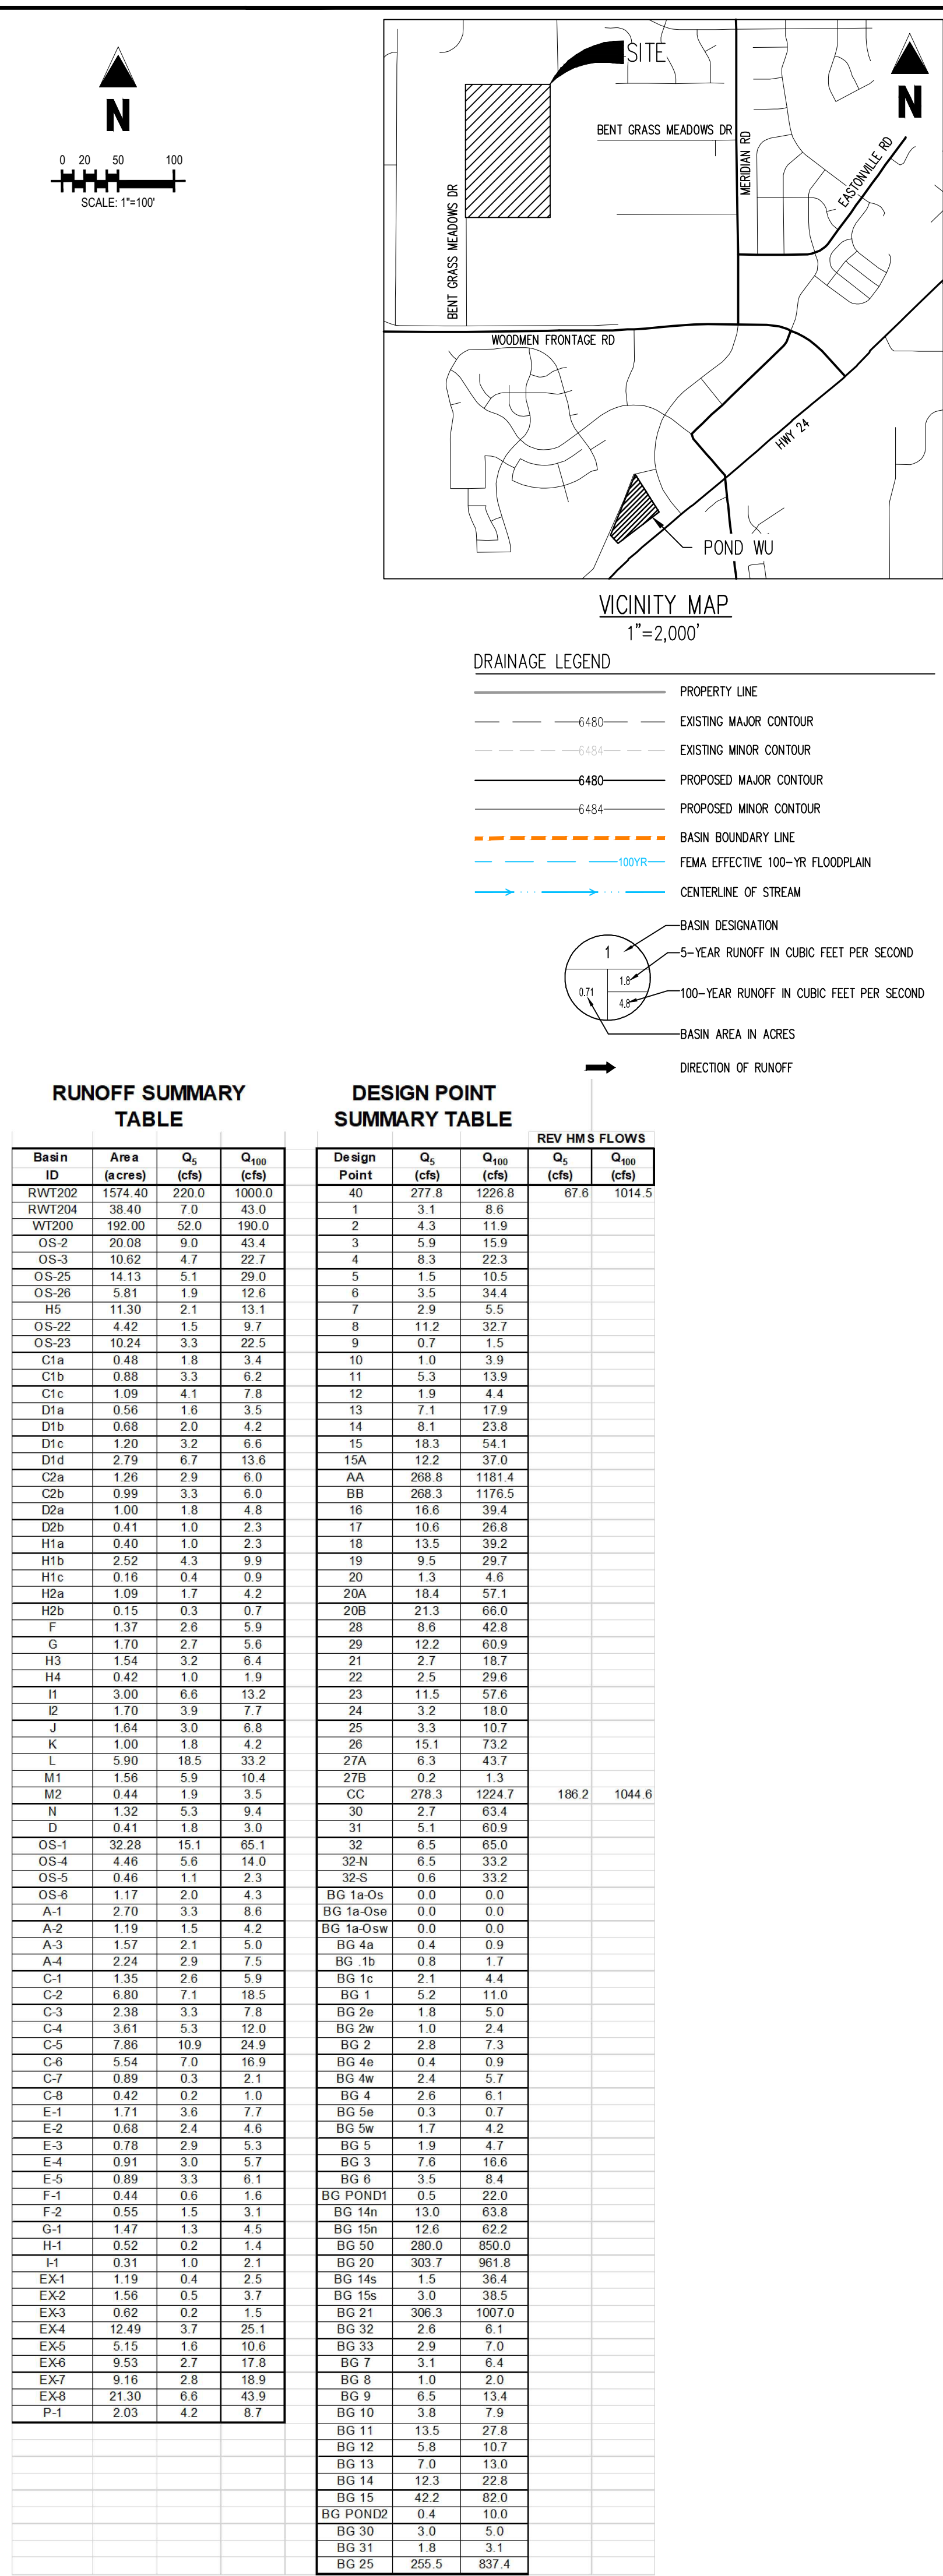 N
0 20 50 100
SCALE: 1"=100'
SITE
N
BENT GRASS MEADOWS DR
MERIDIAN RD
EASTONVILLE RD
BENT GRASS MEADOWS DR
WOODMEN FRONTAGE RD
HWY 24
POND WU
VICINITY MAP
1"=2,000'
DRAINAGE LEGEND
PROPERTY LINE
6480 EXISTING MAJOR CONTOUR
6484 EXISTING MINOR CONTOUR
6480 PROPOSED MAJOR CONTOUR
6484 PROPOSED MINOR CONTOUR
BASIN BOUNDARY LINE
100YR FEMA EFFECTIVE 100-YR FLOODPLAIN
CENTERLINE OF STREAM
BASIN DESIGNATION
1
5-YEAR RUNOFF IN CUBIC FEET PER SECOND
1.8
0.71
100-YEAR RUNOFF IN CUBIC FEET PER SECOND
4.8
BASIN AREA IN ACRES
DIRECTION OF RUNOFF
RUNOFF SUMMARY
TABLE
Basin Area Q5 Q100
ID (acres) (cfs) (cfs)
RWT202 1574.40 220.0 1000.0
RWT204 38.40 7.0 43.0
WT200 192.00 52.0 190.0
OS-2 20.08 9.0 43.4
OS-3 10.62 4.7 22.7
OS-25 14.13 5.1 29.0
OS-26 5.81 1.9 12.6
H5 11.30 2.1 13.1
OS-22 4.42 1.5 9.7
OS-23 10.24 3.3 22.5
C1a 0.48 1.8 3.4
C1b 0.88 3.3 6.2
C1c 1.09 4.1 7.8
D1a 0.56 1.6 3.5
D1b 0.68 2.0 4.2
D1c 1.20 3.2 6.6
D1d 2.79 6.7 13.6
C2a 1.26 2.9 6.0
C2b 0.99 3.3 6.0
D2a 1.00 1.8 4.8
D2b 0.41 1.0 2.3
H1a 0.40 1.0 2.3
H1b 2.52 4.3 9.9
H1c 0.16 0.4 0.9
H2a 1.09 1.7 4.2
H2b 0.15 0.3 0.7
F 1.37 2.6 5.9
G 1.70 2.7 5.6
H3 1.54 3.2 6.4
H4 0.42 1.0 1.9
I1 3.00 6.6 13.2
I2 1.70 3.9 7.7
J 1.64 3.0 6.8
K 1.00 1.8 4.2
L 5.90 18.5 33.2
M1 1.56 5.9 10.4
M2 0.44 1.9 3.5
N 1.32 5.3 9.4
D 0.41 1.8 3.0
OS-1 32.28 15.1 65.1
OS-4 4.46 5.6 14.0
OS-5 0.46 1.1 2.3
OS-6 1.17 2.0 4.3
A-1 2.70 3.3 8.6
A-2 1.19 1.5 4.2
A-3 1.57 2.1 5.0
A-4 2.24 2.9 7.5
C-1 1.35 2.6 5.9
C-2 6.80 7.1 18.5
C-3 2.38 3.3 7.8
C-4 3.61 5.3 12.0
C-5 7.86 10.9 24.9
C-6 5.54 7.0 16.9
C-7 0.89 0.3 2.1
C-8 0.42 0.2 1.0
E-1 1.71 3.6 7.7
E-2 0.68 2.4 4.6
E-3 0.78 2.9 5.3
E-4 0.91 3.0 5.7
E-5 0.89 3.3 6.1
F-1 0.44 0.6 1.6
F-2 0.55 1.5 3.1
G-1 1.47 1.3 4.5
H-1 0.52 0.2 1.4
I-1 0.31 1.0 2.1
EX-1 1.19 0.4 2.5
EX-2 1.56 0.5 3.7
EX-3 0.62 0.2 1.5
EX-4 12.49 3.7 25.1
EX-5 5.15 1.6 10.6
EX-6 9.53 2.7 17.8
EX-7 9.16 2.8 18.9
EX-8 21.30 6.6 43.9
P-1 2.03 4.2 8.7
DESIGN POINT
SUMMARY TABLE
REV HMS FLOWS
Design Q5 Q100 Q5 Q100
Point (cfs) (cfs) (cfs) (cfs)
40 277.8 1226.8 67.6 1014.5
1 3.1 8.6
2 4.3 11.9
3 5.9 15.9
4 8.3 22.3
5 1.5 10.5
6 3.5 34.4
7 2.9 5.5
8 11.2 32.7
9 0.7 1.5
10 1.0 3.9
11 5.3 13.9
12 1.9 4.4
13 7.1 17.9
14 8.1 23.8
15 18.3 54.1
15A 12.2 37.0
AA 268.8 1181.4
BB 268.3 1176.5
16 16.6 39.4
17 10.6 26.8
18 13.5 39.2
19 9.5 29.7
20 1.3 4.6
20A 18.4 57.1
20B 21.3 66.0
28 8.6 42.8
29 12.2 60.9
21 2.7 18.7
22 2.5 29.6
23 11.5 57.6
24 3.2 18.0
25 3.3 10.7
26 15.1 73.2
27A 6.3 43.7
27B 0.2 1.3
CC 278.3 1224.7 186.2 1044.6
30 2.7 63.4
31 5.1 60.9
32 6.5 65.0
32-N 6.5 33.2
32-S 0.6 33.2
BG 1a-Os 0.0 0.0
BG 1a-Ose 0.0 0.0
BG 1a-Osw 0.0 0.0
BG 4a 0.4 0.9
BG .1b 0.8 1.7
BG 1c 2.1 4.4
BG 1 5.2 11.0
BG 2e 1.8 5.0
BG 2w 1.0 2.4
BG 2 2.8 7.3
BG 4e 0.4 0.9
BG 4w 2.4 5.7
BG 4 2.6 6.1
BG 5e 0.3 0.7
BG 5w 1.7 4.2
BG 5 1.9 4.7
BG 3 7.6 16.6
BG 6 3.5 8.4
BG POND1 0.5 22.0
BG 14n 13.0 63.8
BG 15n 12.6 62.2
BG 50 280.0 850.0
BG 20 303.7 961.8
BG 14s 1.5 36.4
BG 15s 3.0 38.5
BG 21 306.3 1007.0
BG 32 2.6 6.1
BG 33 2.9 7.0
BG 7 3.1 6.4
BG 8 1.0 2.0
BG 9 6.5 13.4
BG 10 3.8 7.9
BG 11 13.5 27.8
BG 12 5.8 10.7
BG 13 7.0 13.0
BG 14 12.3 22.8
BG 15 42.2 82.0
BG POND2 0.4 10.0
BG 30 3.0 5.0
BG 31 1.8 3.1
BG 25 255.5 837.4